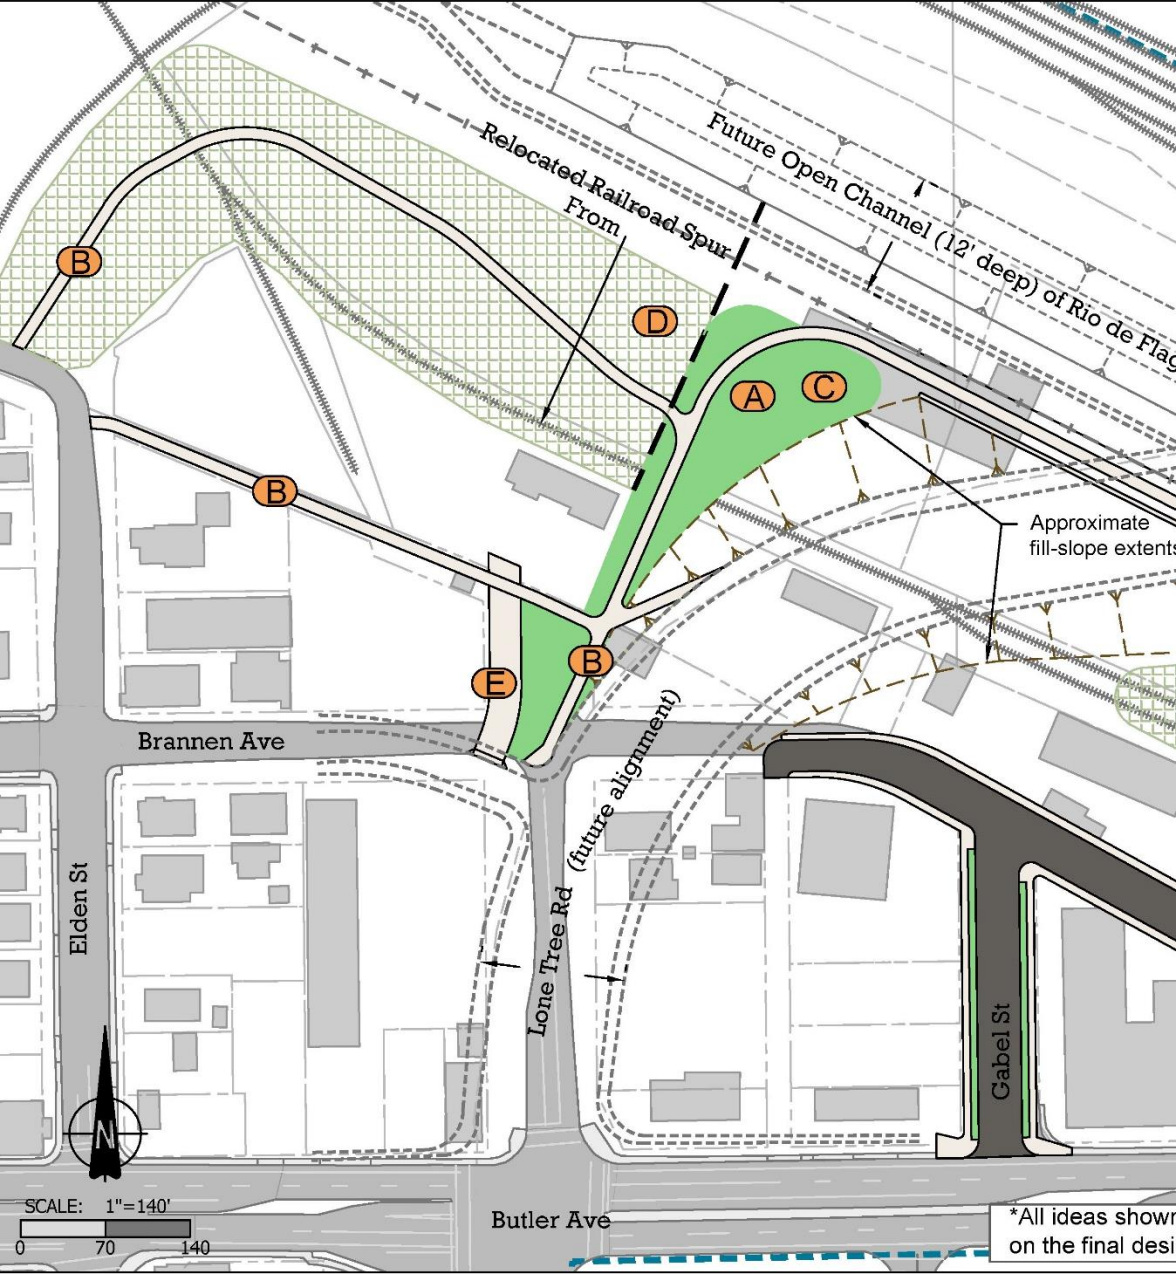 Future Open Channel (12' deep) of Rio de Flag
Relocated Railroad Spur
From
B
D
A
C
B
Approximate
fill-slope extents
B
E
Brannen Ave
Lone Tree Rd (future alignment)
Elden St
Gabel St
N
SCALE: 1"=140'
0 70 140
Butler Ave
*All ideas shown
on the final desi